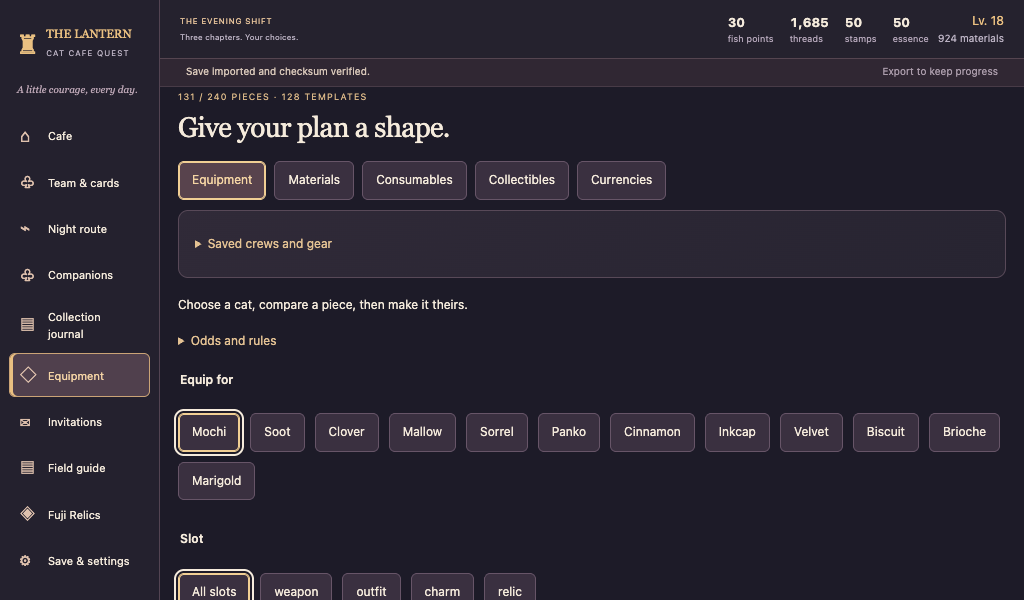 THE LANTERN
CAT CAFE QUEST
A little courage, every day.
Cafe
Team & cards
Night route
Companions
Collection
journal
Equipment
Invitations
Field guide
Fuji Relics
Save & settings
THE EVENING SHIFT
Three chapters. Your choices.
30
fish points
1,685
threads
50
stamps
50
essence
Lv. 18
924 materials
Save imported and checksum verified.
Export to keep progress
131 / 240 PIECES · 128 TEMPLATES
Give your plan a shape.
Equipment
Materials
Consumables
Collectibles
Currencies
Saved crews and gear
Choose a cat, compare a piece, then make it theirs.
Odds and rules
Equip for
Mochi
Soot
Clover
Mallow
Sorrel
Panko
Cinnamon
Inkcap
Velvet
Biscuit
Brioche
Marigold
Slot
All slots
weapon
outfit
charm
relic